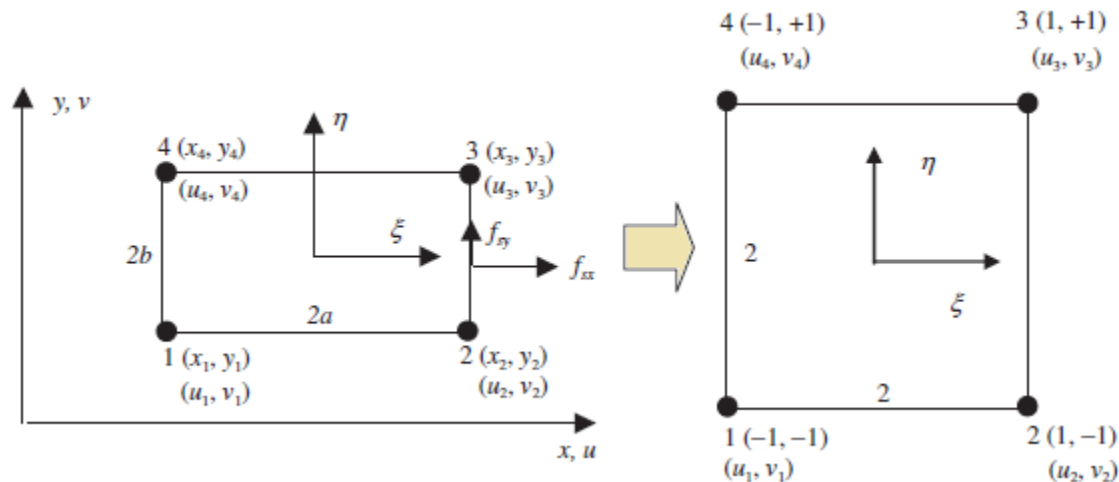 y, v
η
4 (x₄, y₄)
(u₄, v₄)
3 (x₃, y₃)
(u₃, v₃)
ξ
f_sy
2b
f_sx
2a
1 (x₁, y₁)
(u₁, v₁)
2 (x₂, y₂)
(u₂, v₂)
x, u
4 (−1, +1)
(u₄, v₄)
3 (1, +1)
(u₃, v₃)
η
2
ξ
2
1 (−1, −1)
(u₁, v₁)
2 (1, −1)
(u₂, v₂)